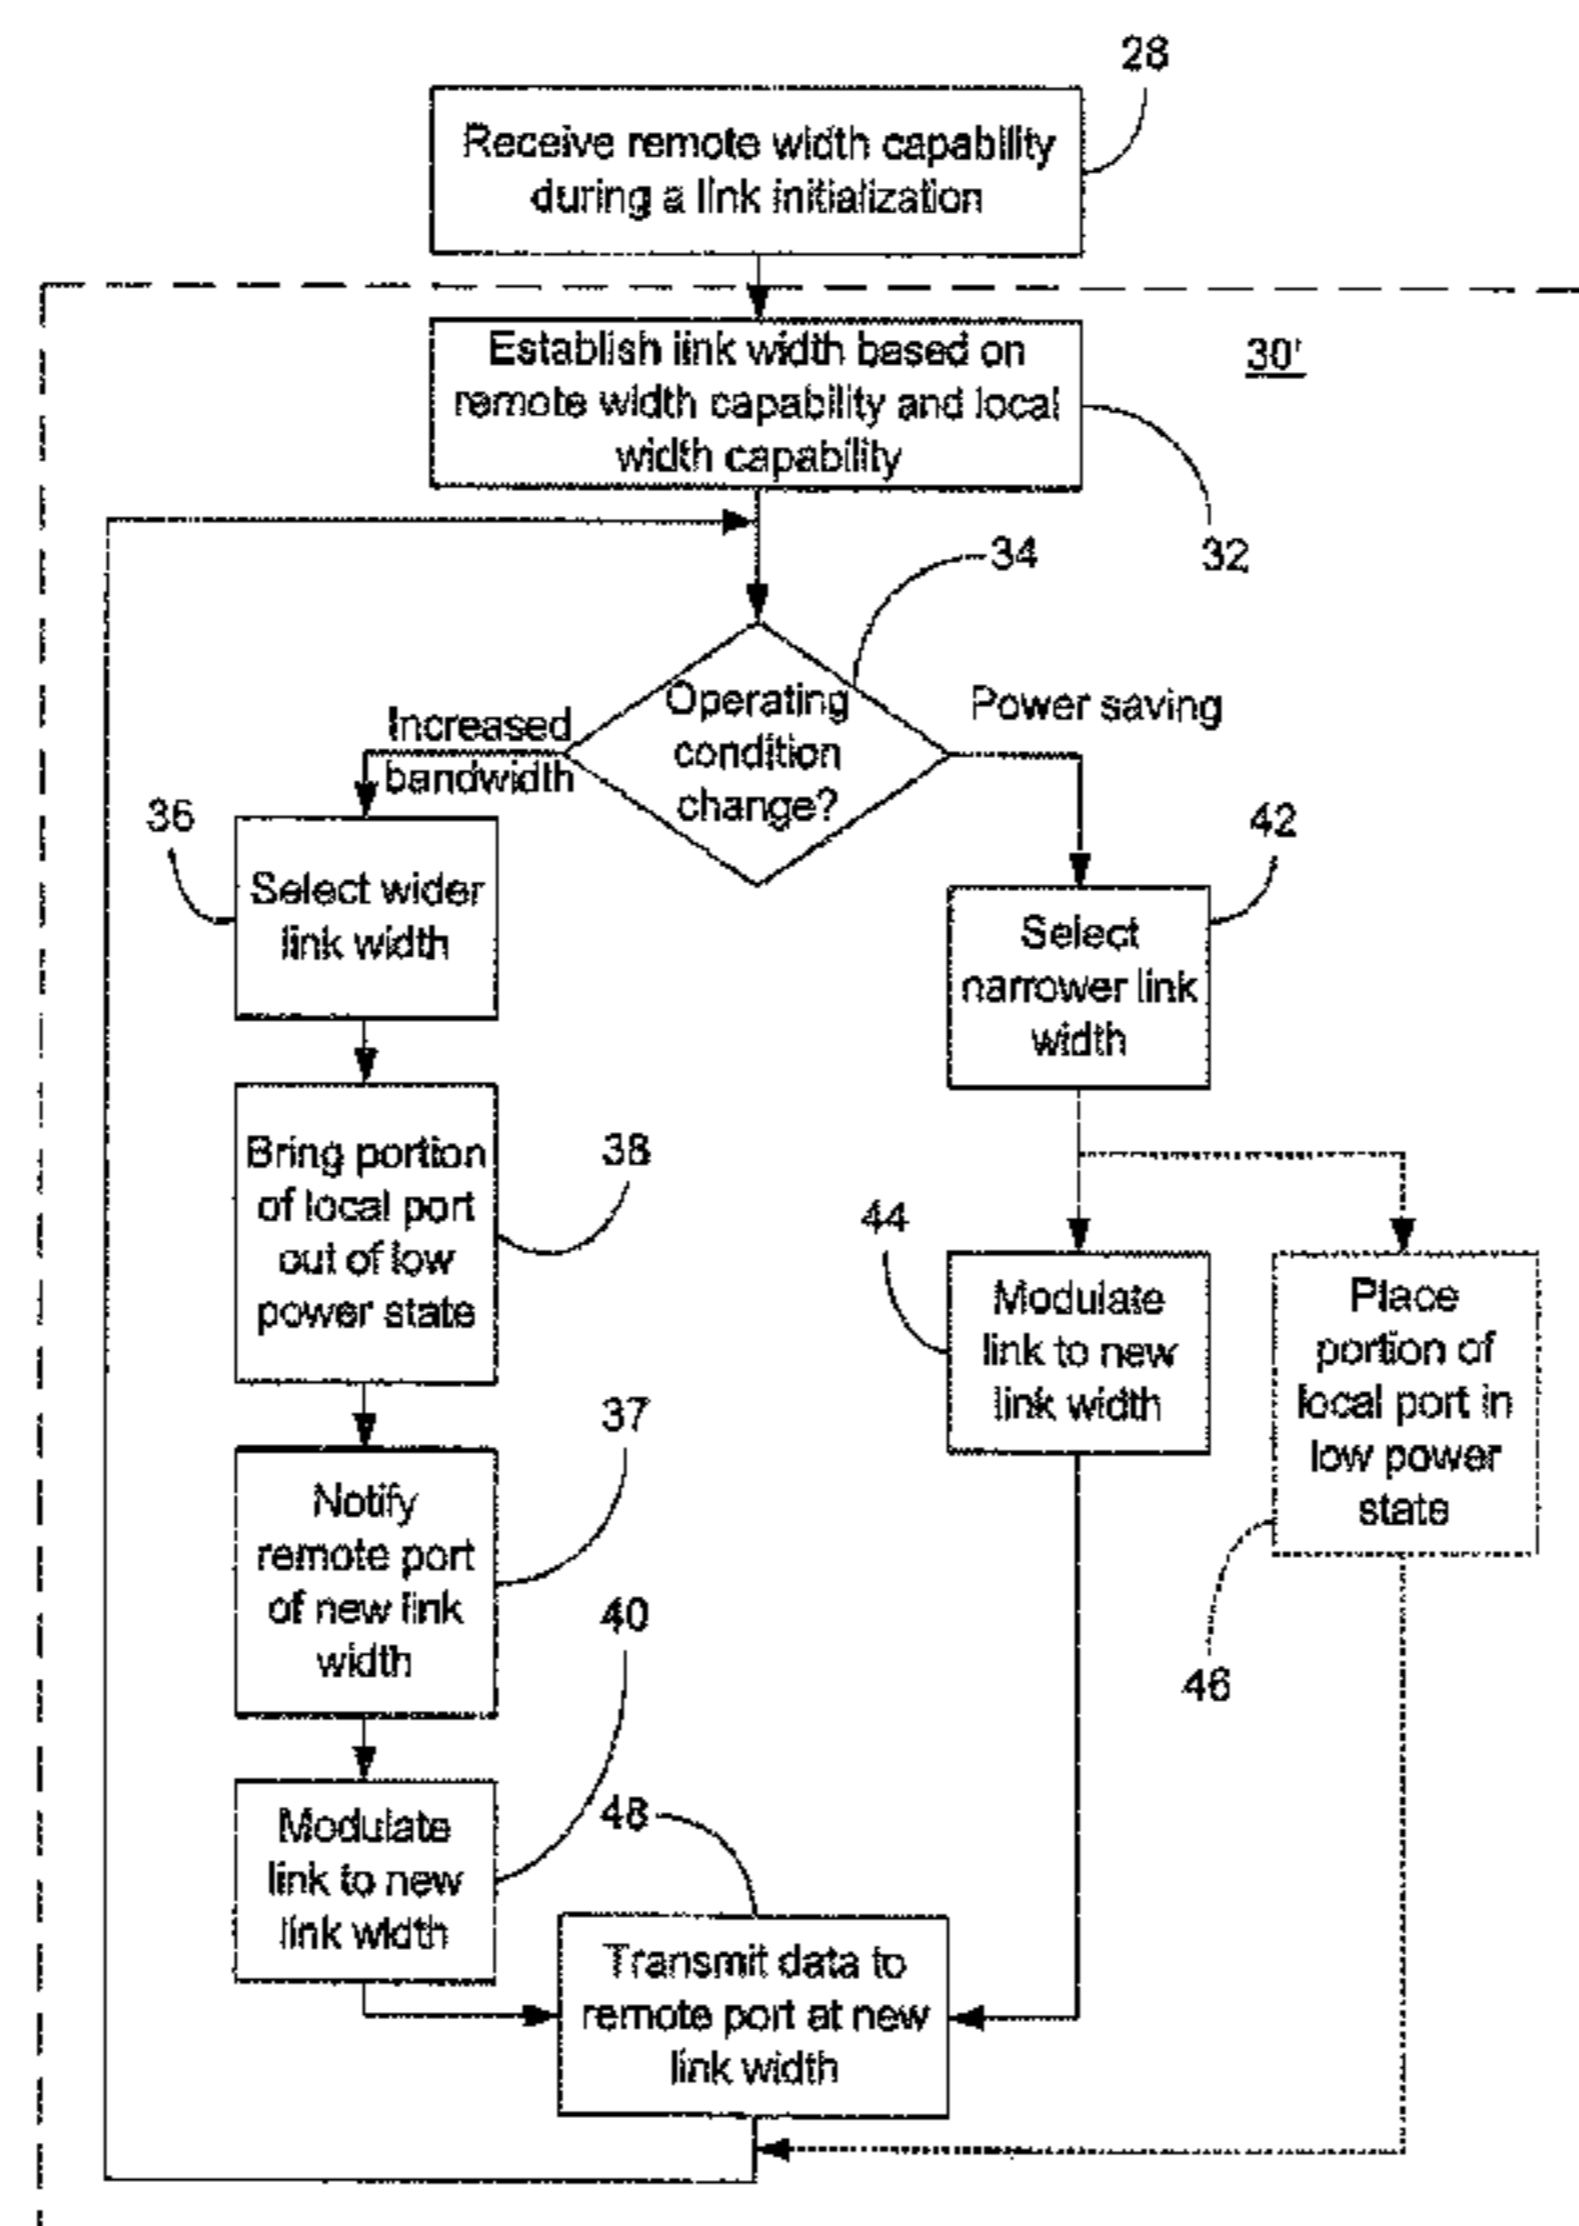 28
Receive remote width capability
during a link initialization
30'
Establish link width based on
remote width capability and local
width capability
32
34
Operating
condition
change?
Increased
bandwidth
Power saving
36
Select wider
link width
42
Select
narrower link
width
38
Bring portion
of local port
out of low
power state
44
Modulate
link to new
link width
Place
portion of
local port in
low power
state
46
37
Notify
remote port
of new link
width
40
Modulate
link to new
link width
48
Transmit data to
remote port at new
link width